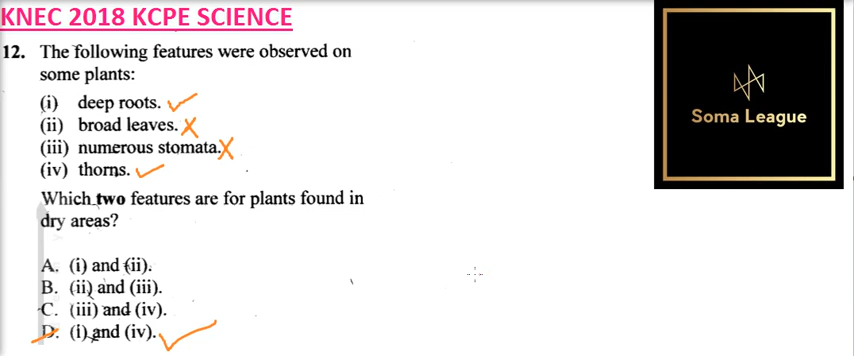 KNEC 2018 KCPE SCIENCE
12. The following features were observed on
some plants:
(i) deep roots.
(ii) broad leaves.
(iii) numerous stomata.
(iv) thorns.
Which two features are for plants found in
dry areas?
A. (i) and (ii).
B. (ii) and (iii).
C. (iii) and (iv).
D. (i) and (iv).
Soma League